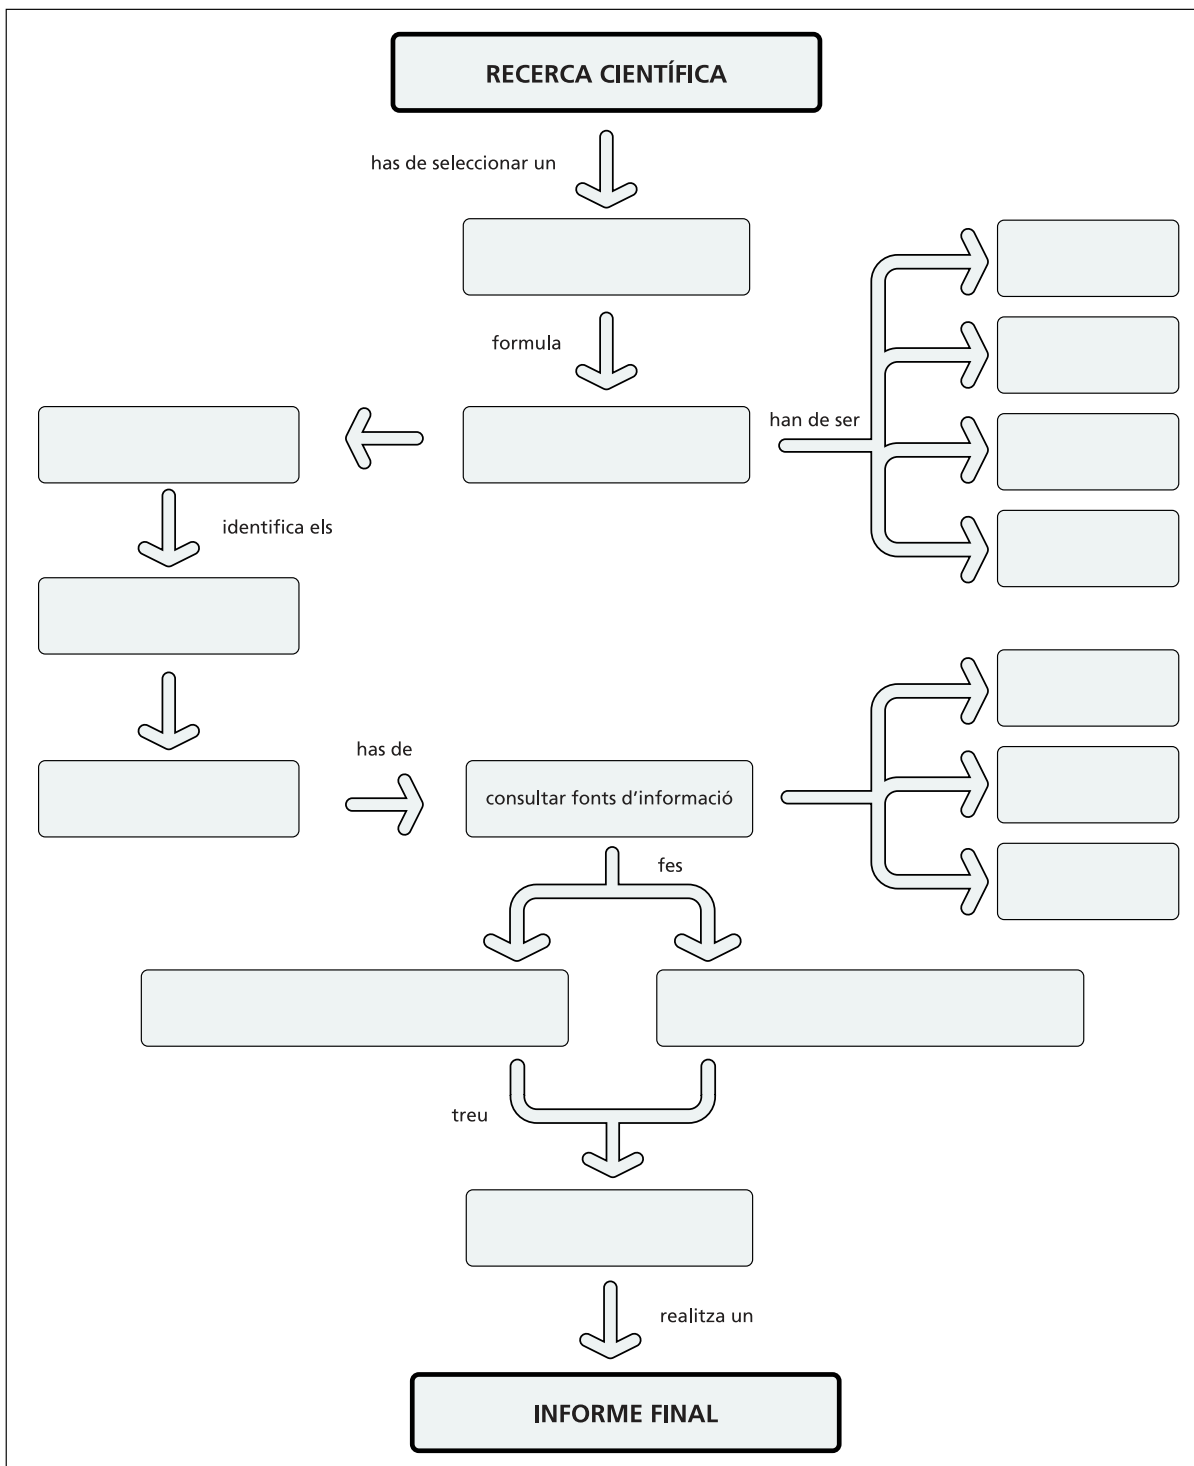 RECERCA CIENTÍFICA
has de seleccionar un
formula
han de ser
identifica els
has de
consultar fonts d'informació
fes
treu
realitza un
INFORME FINAL